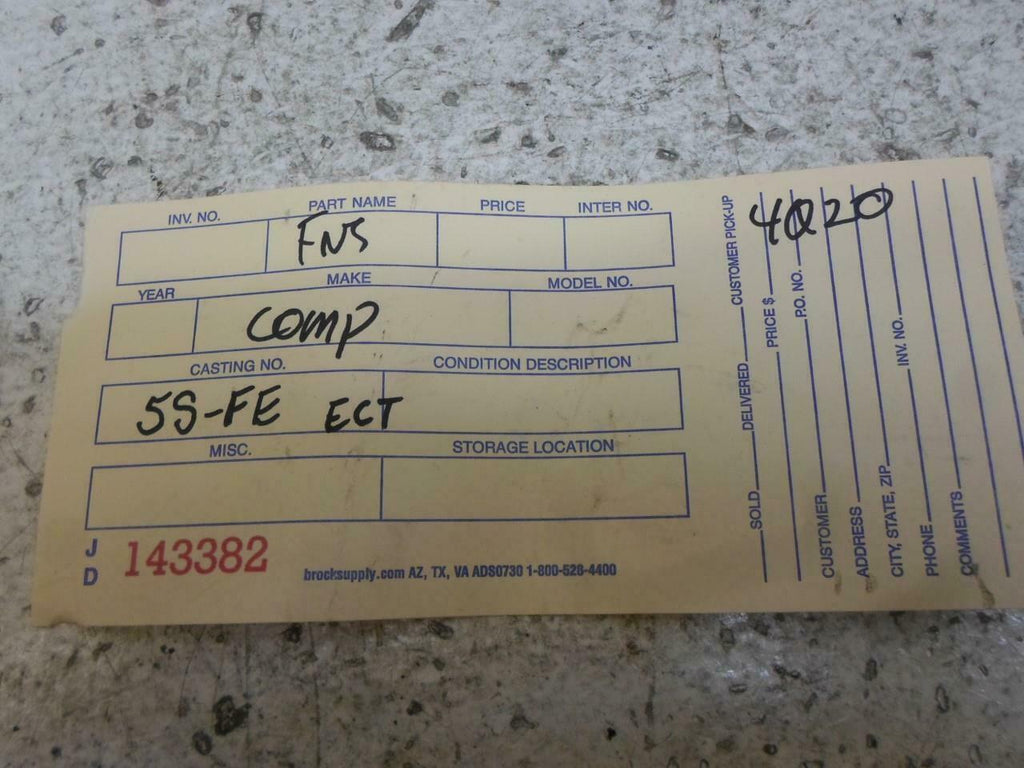 INV. NO. PART NAME PRICE INTER NO.
FNS
YEAR MAKE MODEL NO.
COMP
CASTING NO. CONDITION DESCRIPTION
5S-FE ECT
MISC. STORAGE LOCATION
J D 143382
brocksupply.com AZ, TX, VA ADS0730 1-800-528-4400
4020
SOLD DELIVERED CUSTOMER PICK-UP
PRICE $
P.O. NO.
CUSTOMER
ADDRESS
CITY, STATE, ZIP
INV. NO.
PHONE
COMMENTS